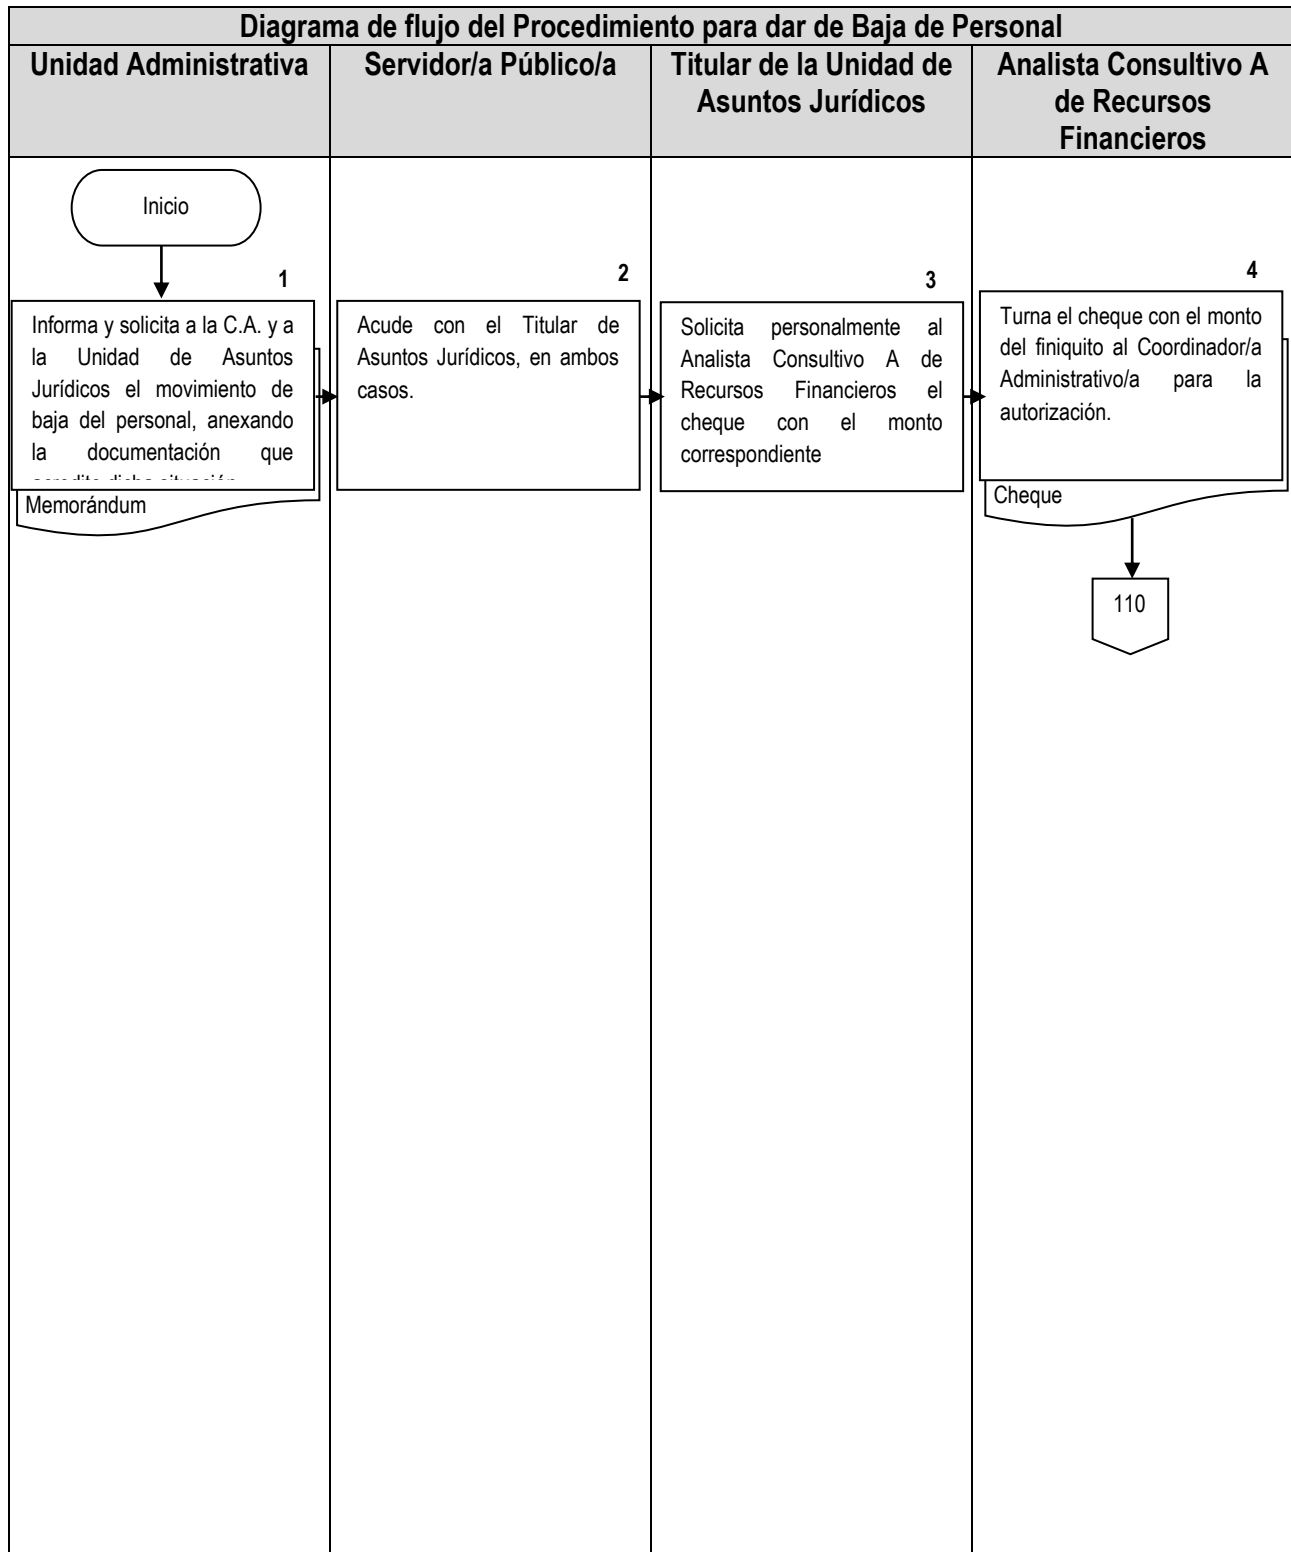 Diagrama de flujo del Procedimiento para dar de Baja de Personal
Unidad Administrativa
Servidor/a Público/a
Titular de la Unidad de
Asuntos Jurídicos
Analista Consultivo A
de Recursos
Financieros
Inicio
1
Informa y solicita a la C.A. y a
la Unidad de Asuntos
Jurídicos el movimiento de
baja del personal, anexando
la documentación que
Memorándum
2
Acude con el Titular de
Asuntos Jurídicos, en ambos
casos.
3
Solicita personalmente al
Analista Consultivo A de
Recursos Financieros el
cheque con el monto
correspondiente
4
Turna el cheque con el monto
del finiquito al Coordinador/a
Administrativo/a para la
autorización.
Cheque
110